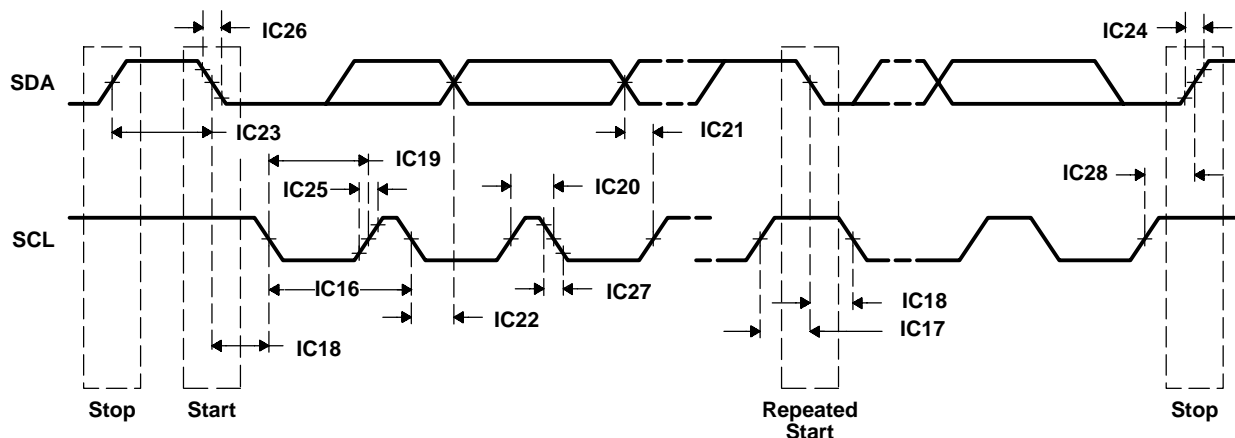 IC26
IC24
SDA
IC23
IC21
IC19
IC25
IC20
IC28
SCL
IC16
IC27
IC18
IC22
IC17
IC18
Stop
Start
Repeated
Start
Stop